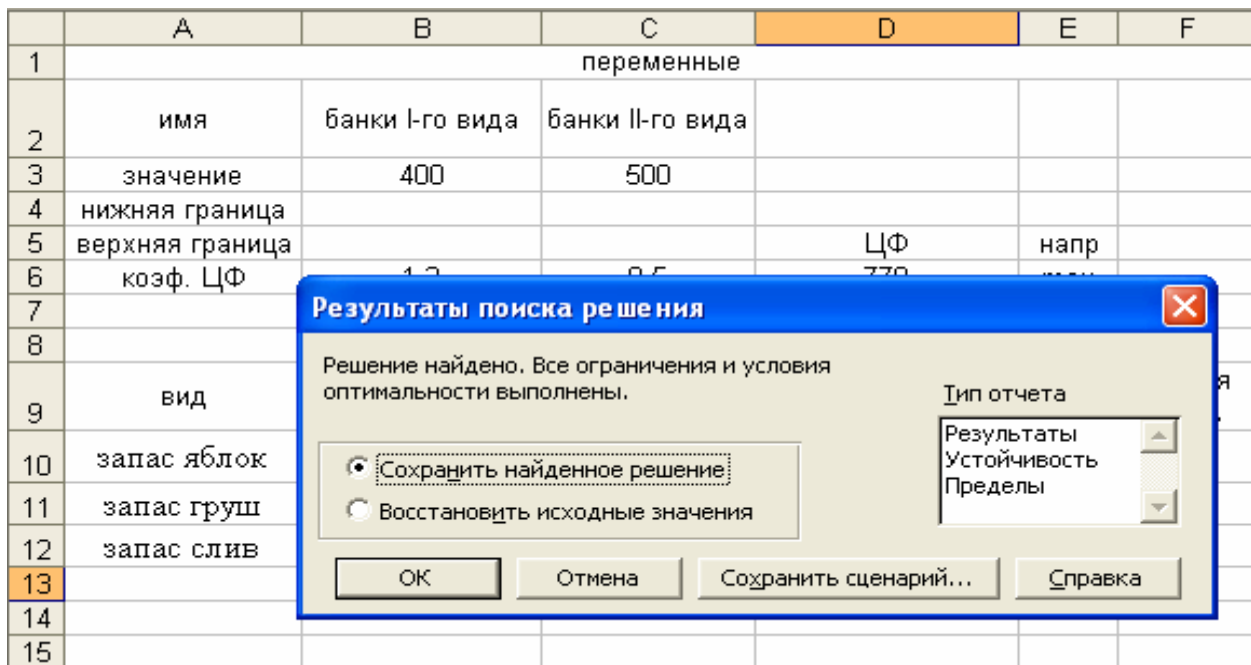 A B C D E F
1 переменные
2 имя банки I-го вида банки II-го вида
3 значение 400 500
4 нижняя граница
5 верхняя граница ЦФ напр
6 коэф. ЦФ
7
8
9 вид
10 запас яблок
11 запас груш
12 запас слив
13
14
15
Результаты поиска решения
Решение найдено. Все ограничения и условия
оптимальности выполнены.
Тип отчета
Результаты
Устойчивость
Пределы
Сохранить найденное решение
Восстановить исходные значения
ОК Отмена Сохранить сценарий... Справка